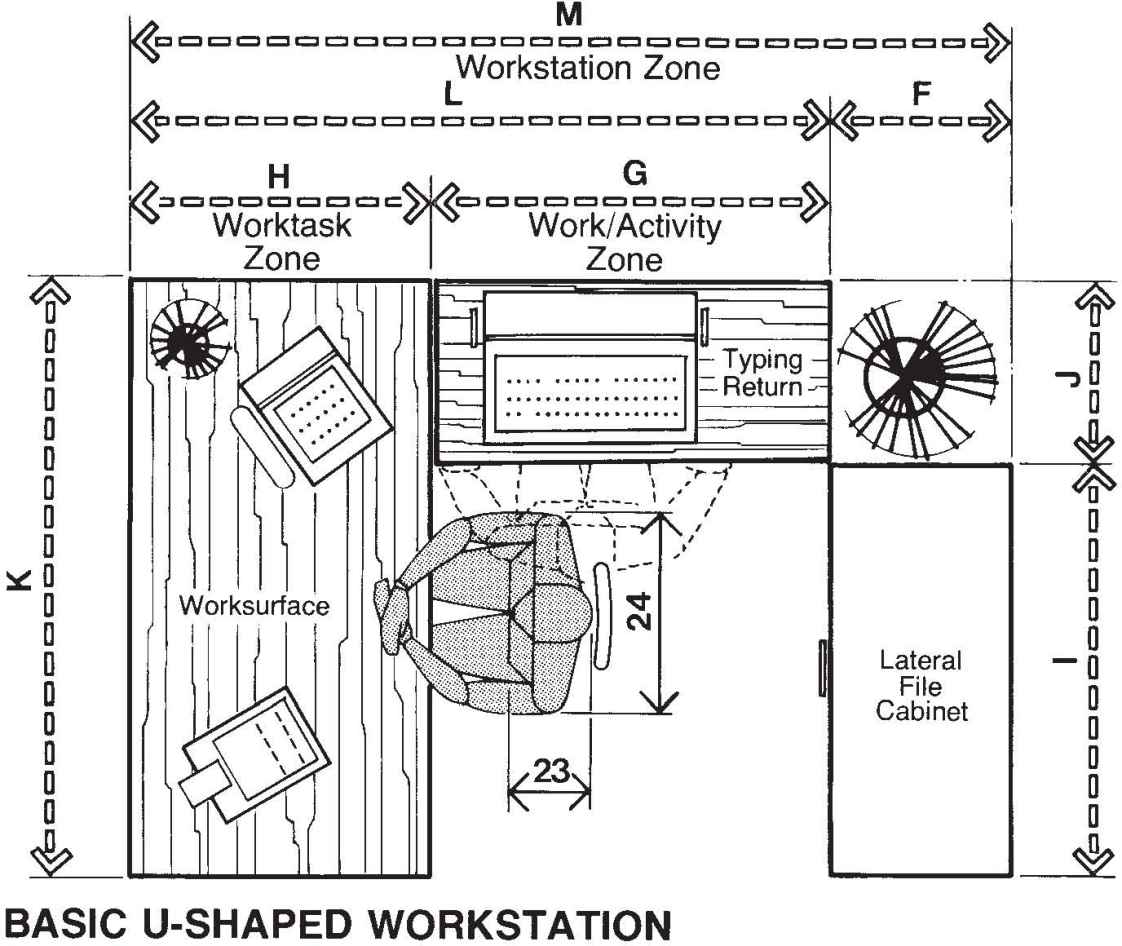 M
Workstation Zone
L
F
H
G
Worktask
Zone
Work/Activity
Zone
Typing
Return
J
K
Worksurface
24
I
Lateral
File
Cabinet
23
BASIC U-SHAPED WORKSTATION